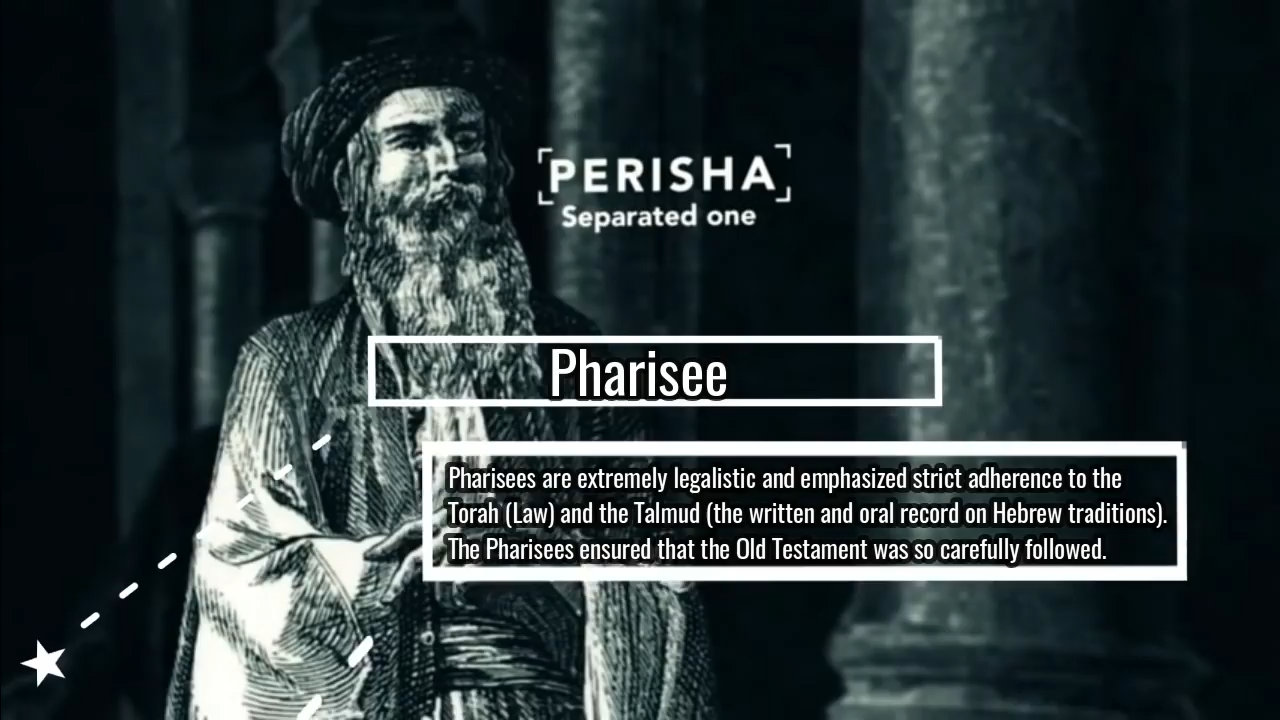 PERISHA
Separated one
Pharisee
Pharisees are extremely legalistic and emphasized strict adherence to the
Torah (Law) and the Talmud (the written and oral record on Hebrew traditions).
The Pharisees ensured that the Old Testament was so carefully followed.